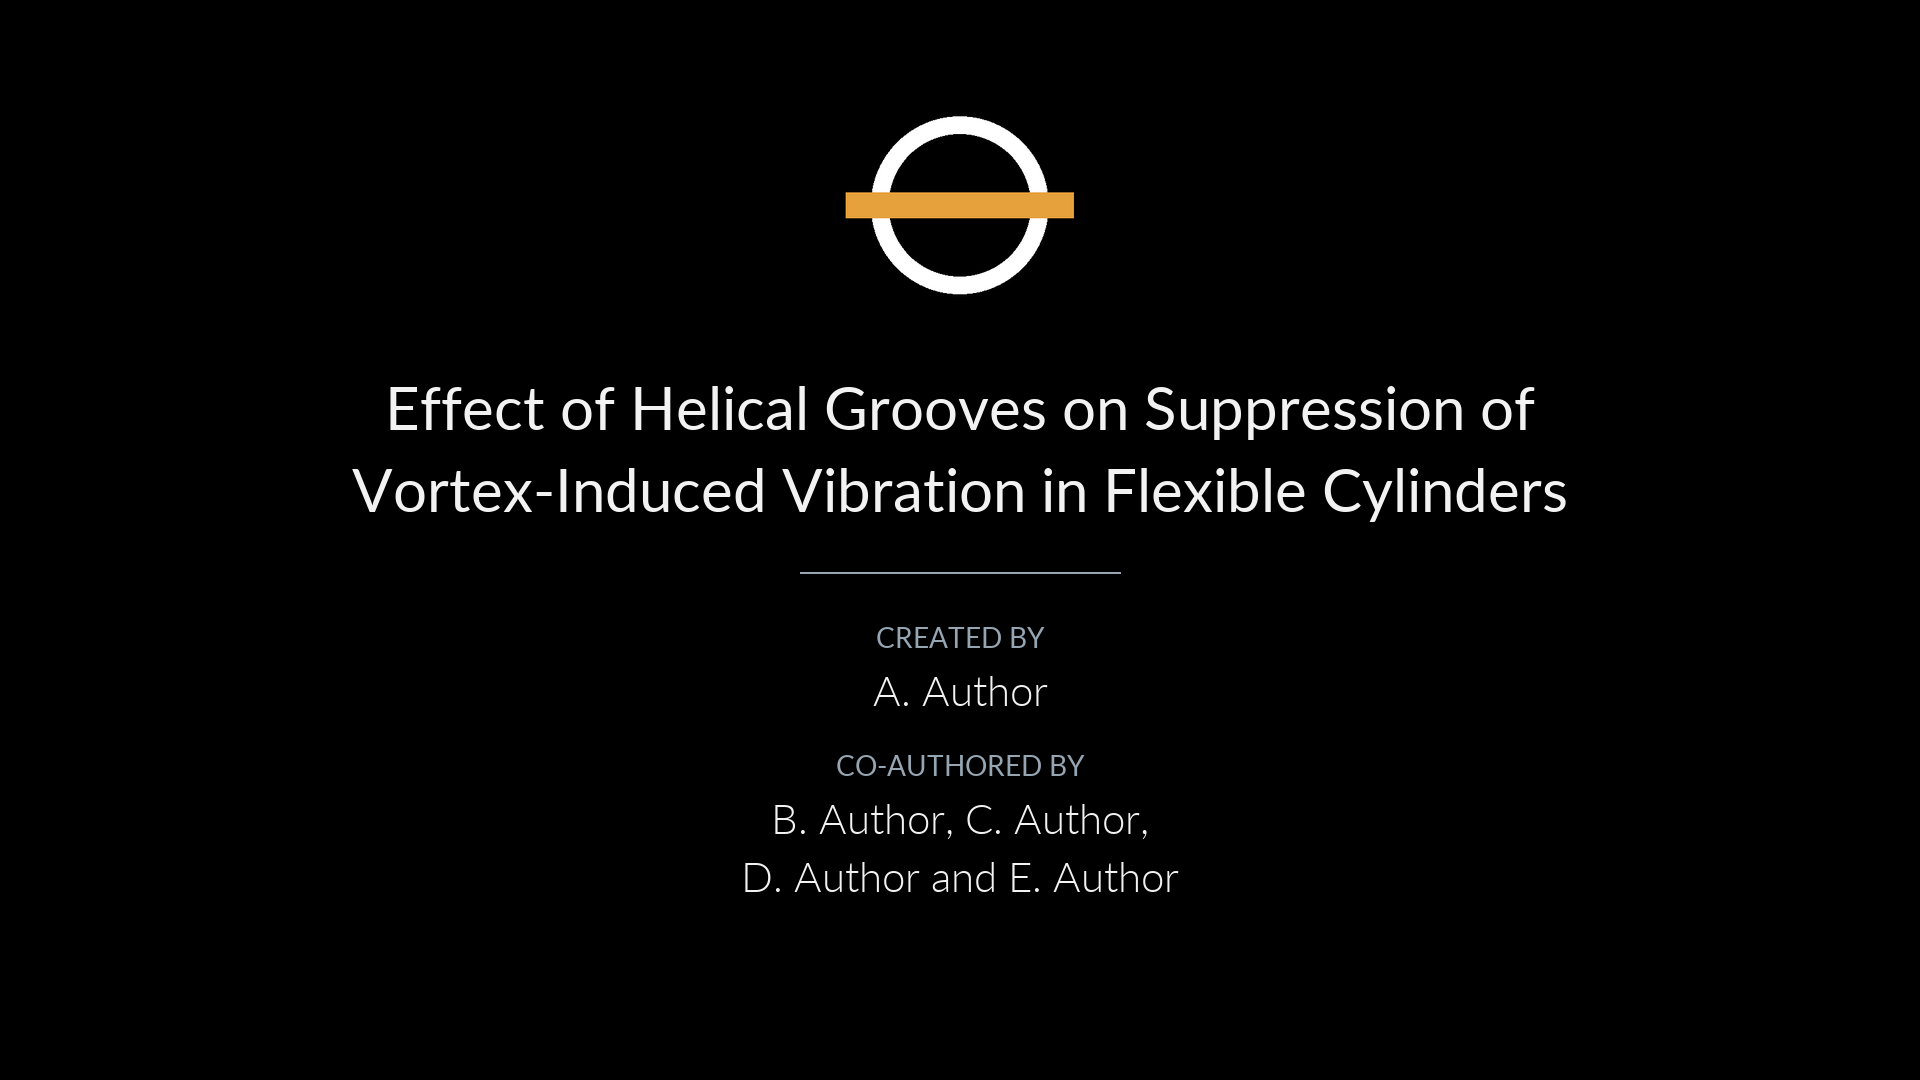 Effect of Helical Grooves on Suppression of
Vortex-Induced Vibration in Flexible Cylinders
CREATED BY
A. Author
CO-AUTHORED BY
B. Author, C. Author,
D. Author and E. Author